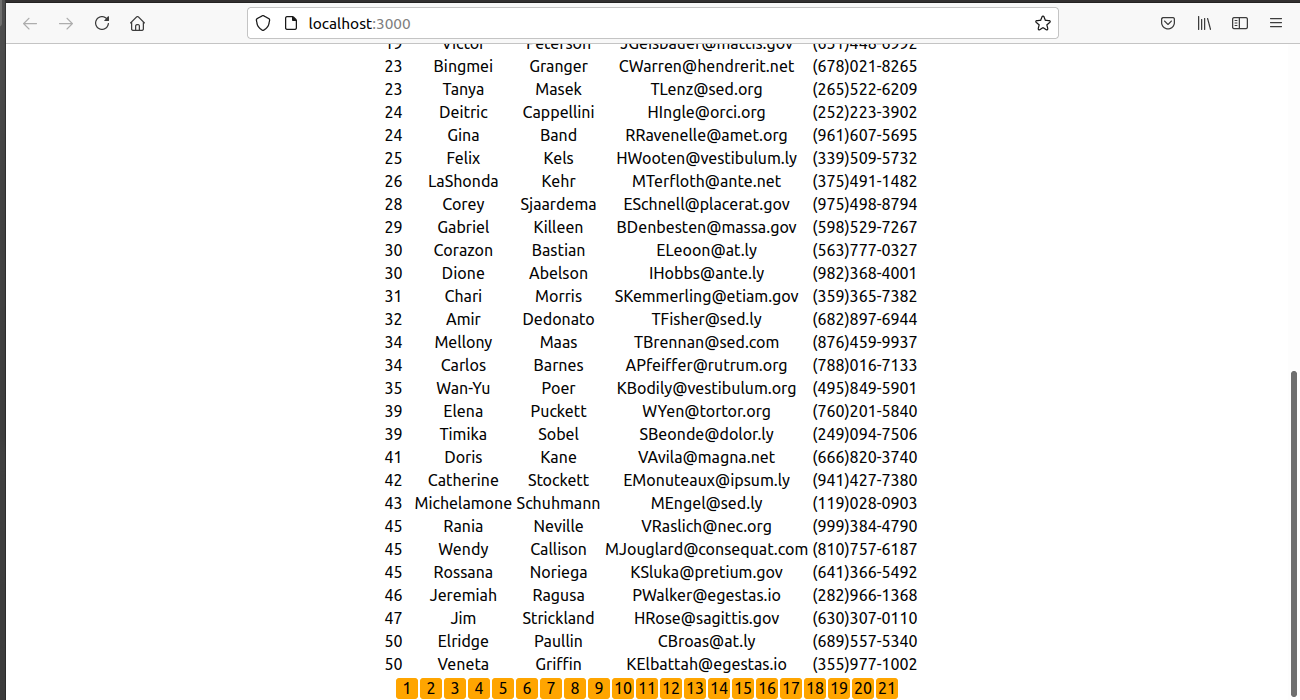 localhost:3000
19 Victor Peterson JGeisbauer@mattis.gov
23 Bingmei Granger CWarren@hendrerit.net (678)021-8265
23 Tanya Masek TLenz@sed.org (265)522-6209
24 Deitric Cappellini HIngle@orci.org (252)223-3902
24 Gina Band RRavenelle@amet.org (961)607-5695
25 Felix Kels HWooten@vestibulum.ly (339)509-5732
26 LaShonda Kehr MTerfloth@ante.net (375)491-1482
28 Corey Sjaardema ESchnell@placerat.gov (975)498-8794
29 Gabriel Killeen BDenbesten@massa.gov (598)529-7267
30 Corazon Bastian ELeoon@at.ly (563)777-0327
30 Dione Abelson IHobbs@ante.ly (982)368-4001
31 Chari Morris SKemmerling@etiam.gov (359)365-7382
32 Amir Dedonato TFisher@sed.ly (682)897-6944
34 Mellony Maas TBrennan@sed.com (876)459-9937
34 Carlos Barnes APfeiffer@rutrum.org (788)016-7133
35 Wan-Yu Poer KBodily@vestibulum.org (495)849-5901
39 Elena Puckett WYen@tortor.org (760)201-5840
39 Timika Sobel SBeonde@dolor.ly (249)094-7506
41 Doris Kane VAvila@magna.net (666)820-3740
42 Catherine Stockett EMonuteaux@ipsum.ly (941)427-7380
43 Michelamone Schuhmann MEngel@sed.ly (119)028-0903
45 Rania Neville VRaslich@nec.org (999)384-4790
45 Wendy Callison MJouglard@consequat.com (810)757-6187
45 Rossana Noriega KSluka@pretium.gov (641)366-5492
46 Jeremiah Ragusa PWalker@egestas.io (282)966-1368
47 Jim Strickland HRose@sagittis.gov (630)307-0110
50 Elridge Paullin CBroas@at.ly (689)557-5340
50 Veneta Griffin KElbattah@egestas.io (355)977-1002
1 2 3 4 5 6 7 8 9 10 11 12 13 14 15 16 17 18 19 20 21